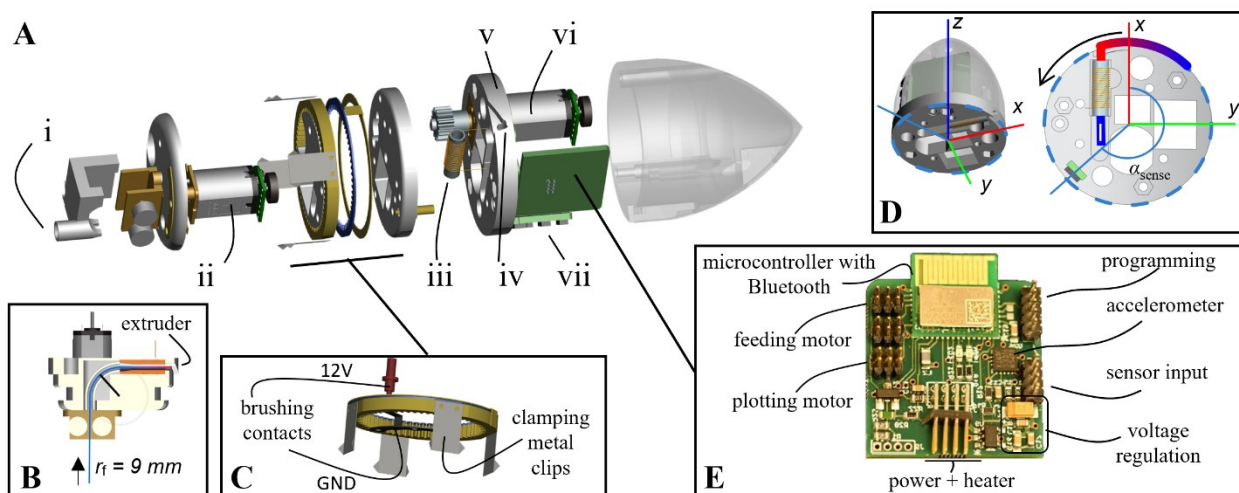 A
i
ii
iii
iv
v
vi
vii
B
extruder
r_f = 9 mm
C
12V
brushing
contacts
GND
clamping
metal
clips
D
z
x
y
x
y
α_sense
E
microcontroller with
Bluetooth
feeding motor
plotting motor
programming
accelerometer
sensor input
voltage
regulation
power + heater